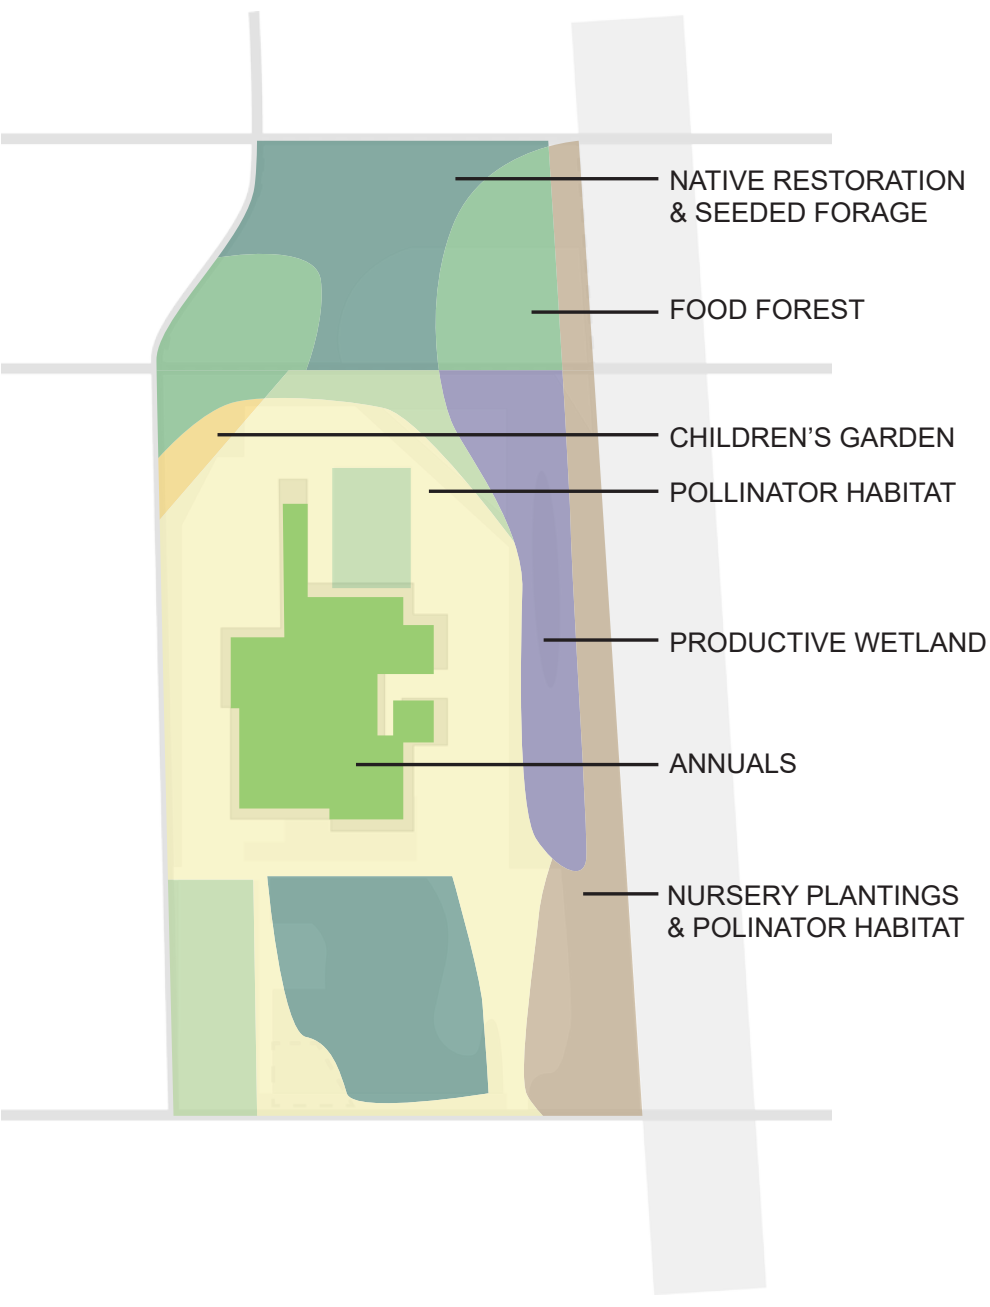 NATIVE RESTORATION
& SEEDED FORAGE
FOOD FOREST
CHILDREN’S GARDEN
POLLINATOR HABITAT
PRODUCTIVE WETLAND
ANNUALS
NURSERY PLANTINGS
& POLINATOR HABITAT